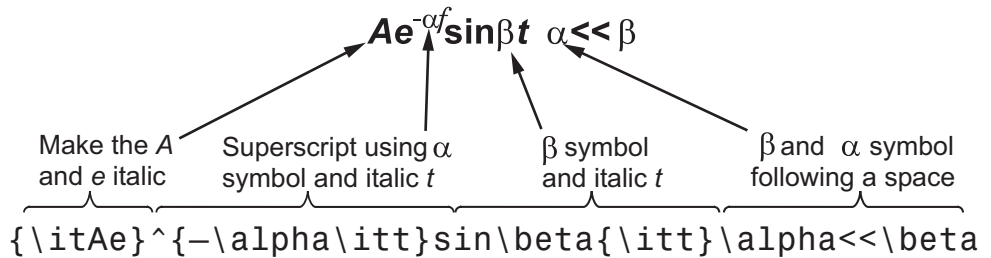 Ae^-αf sinβt α<< β
Make the A and e italic
Superscript using α symbol and italic t
β symbol and italic t
β and α symbol following a space
{\itAe}^{–\alpha\itt}sin\beta{\itt}\alpha<<\beta